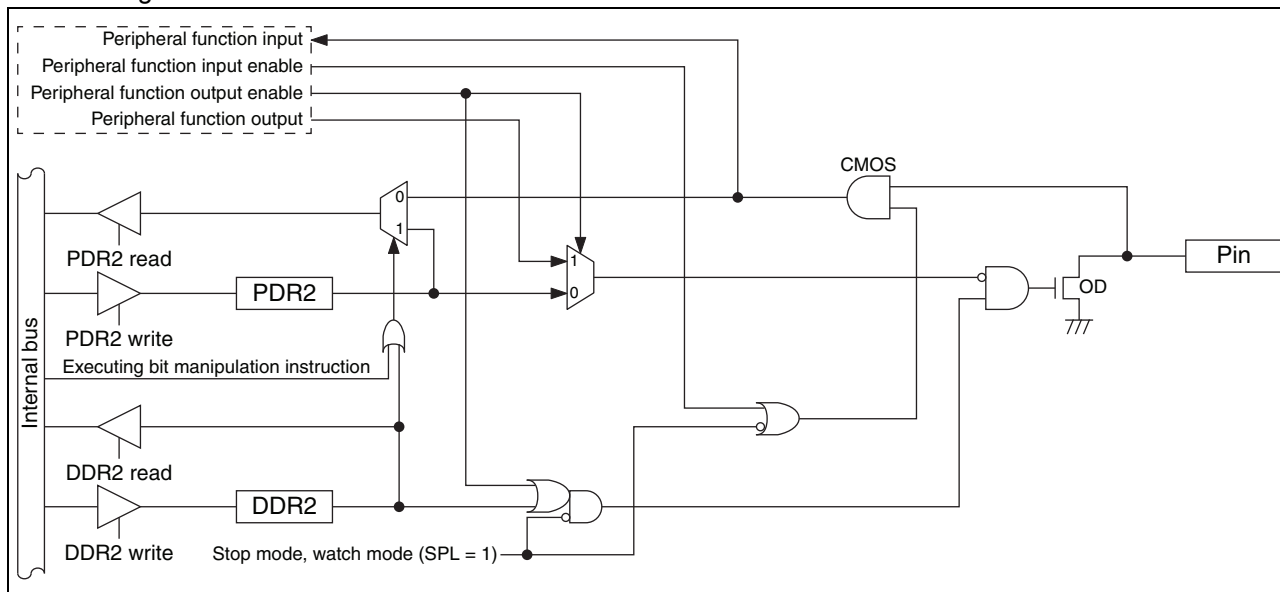 Peripheral function input
Peripheral function input enable
Peripheral function output enable
Peripheral function output
CMOS
0
1
PDR2 read
1
0
Pin
OD
PDR2
PDR2 write
Internal bus
Executing bit manipulation instruction
DDR2 read
DDR2
DDR2 write
Stop mode, watch mode (SPL = 1)